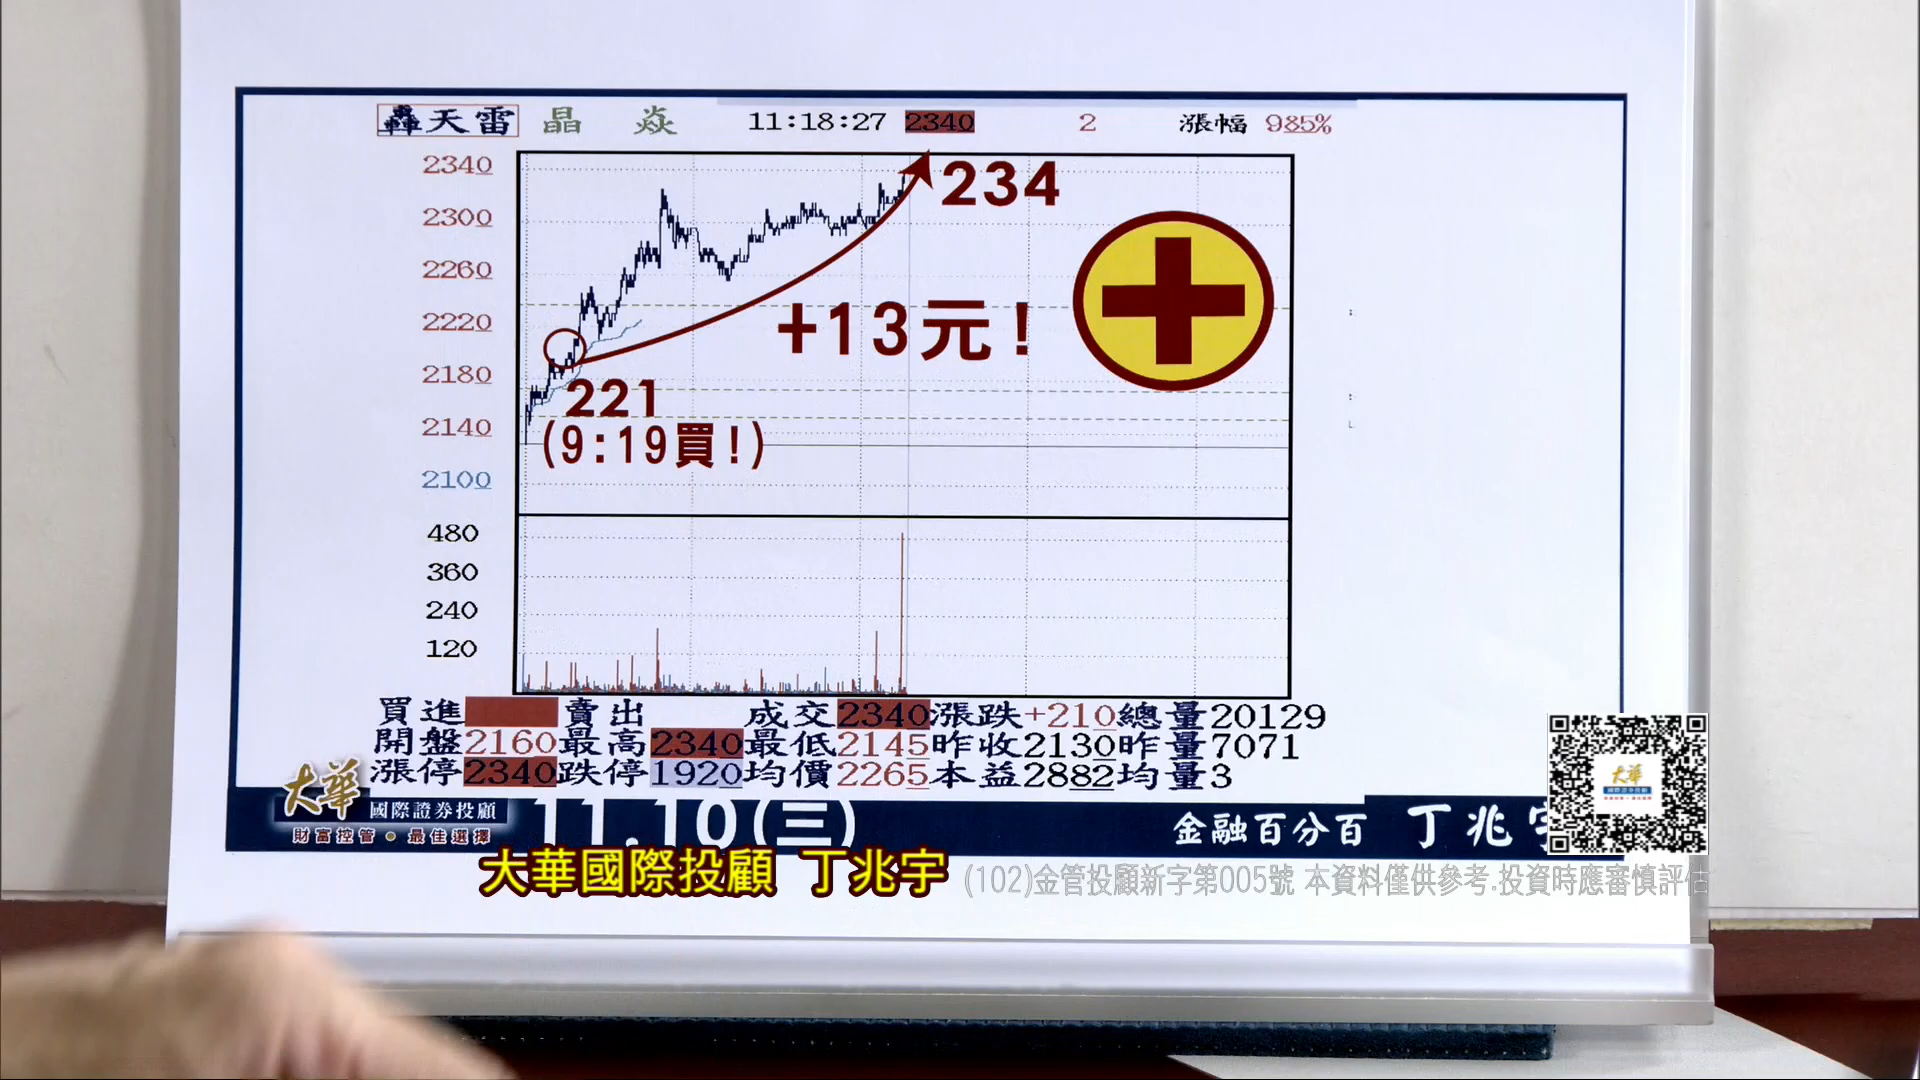 轟天雷 晶 焱 11:18:27 2340 2 漲幅 985%
2340
2300
2260
2220
2180
2140
2100
234
+13元!
221
(9:19買!)
480
360
240
120
買進 賣出 成交2340漲跌+210總量20129
開盤2160最高2340最低2145昨收2130昨量7071
漲停2340跌停1920均價2265本益2882均量3
大華 國際證券投顧
財富控管 最佳選擇
11.10(三)
金融百分百 丁兆宇
大華國際投顧 丁兆宇
(102)金管投顧新字第005號 本資料僅供參考.投資時應審慎評估
大華